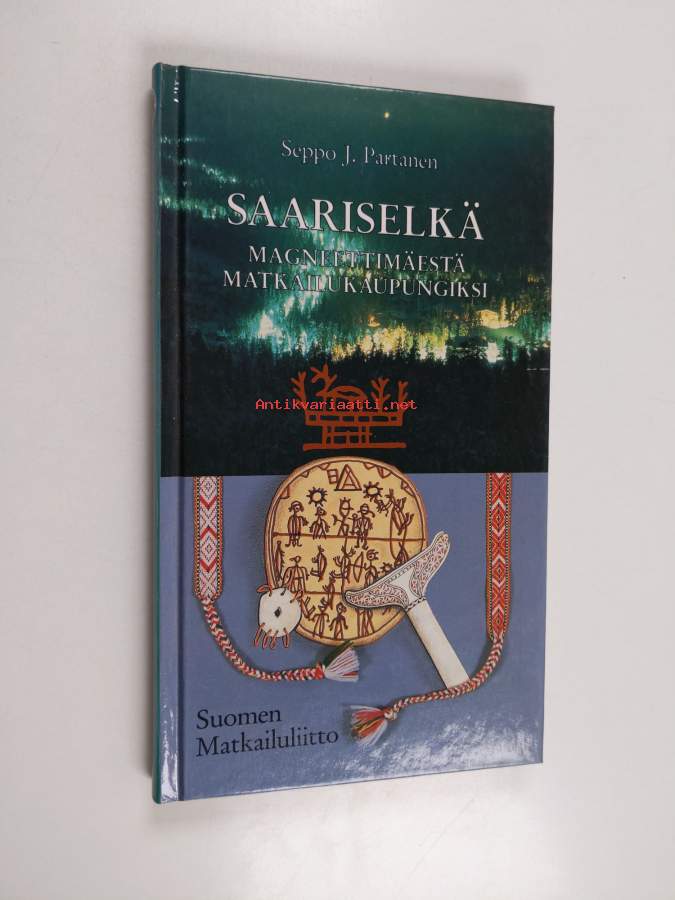 Seppo J. Partanen
SAARISELKÄ
MAGNEETTIMÄESTÄ
MATKAILUKAUPUNGIKSI
Antikvariaatti.net
Suomen
Matkailuliitto